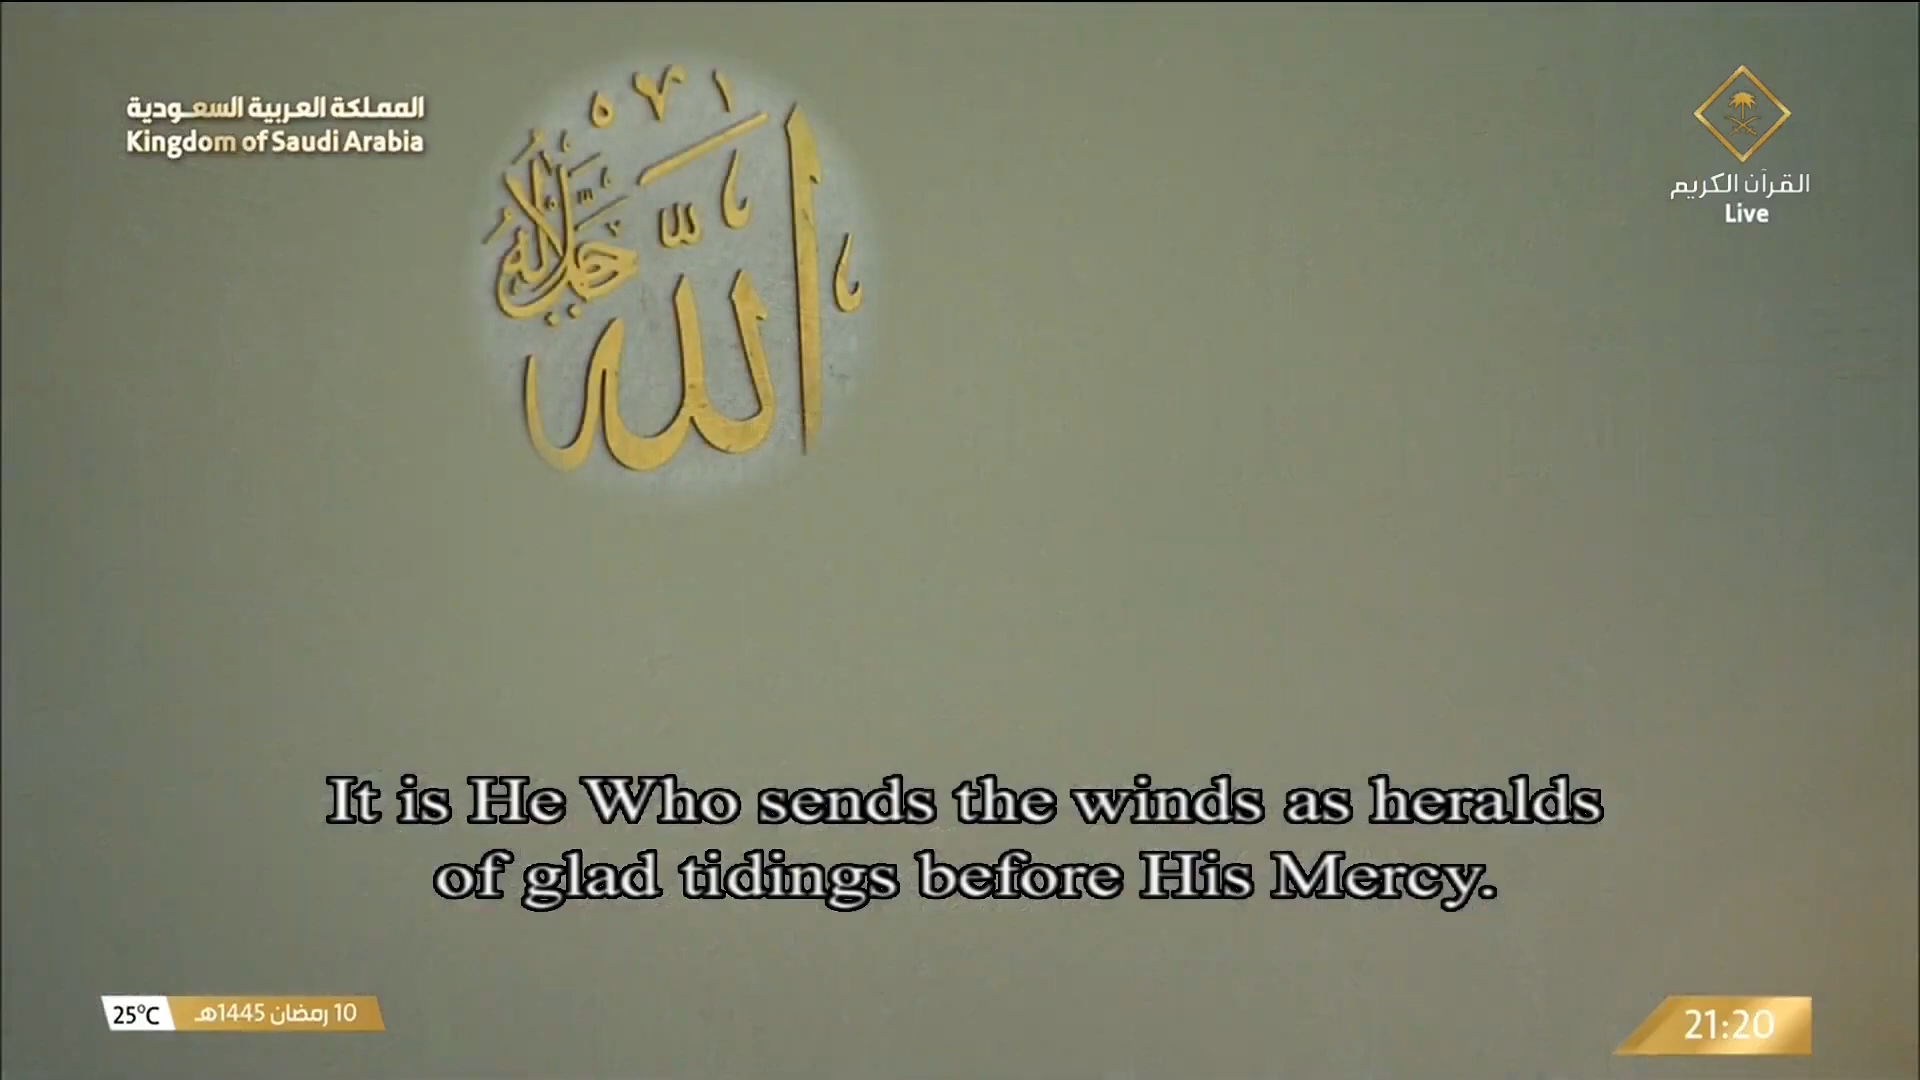 المملكة العربية السعودية
Kingdom of Saudi Arabia
الله
جل جلاله
القرآن الكريم
Live
It is He Who sends the winds as heralds
of glad tidings before His Mercy.
25°C
10 رمضان 1445هـ
21:20